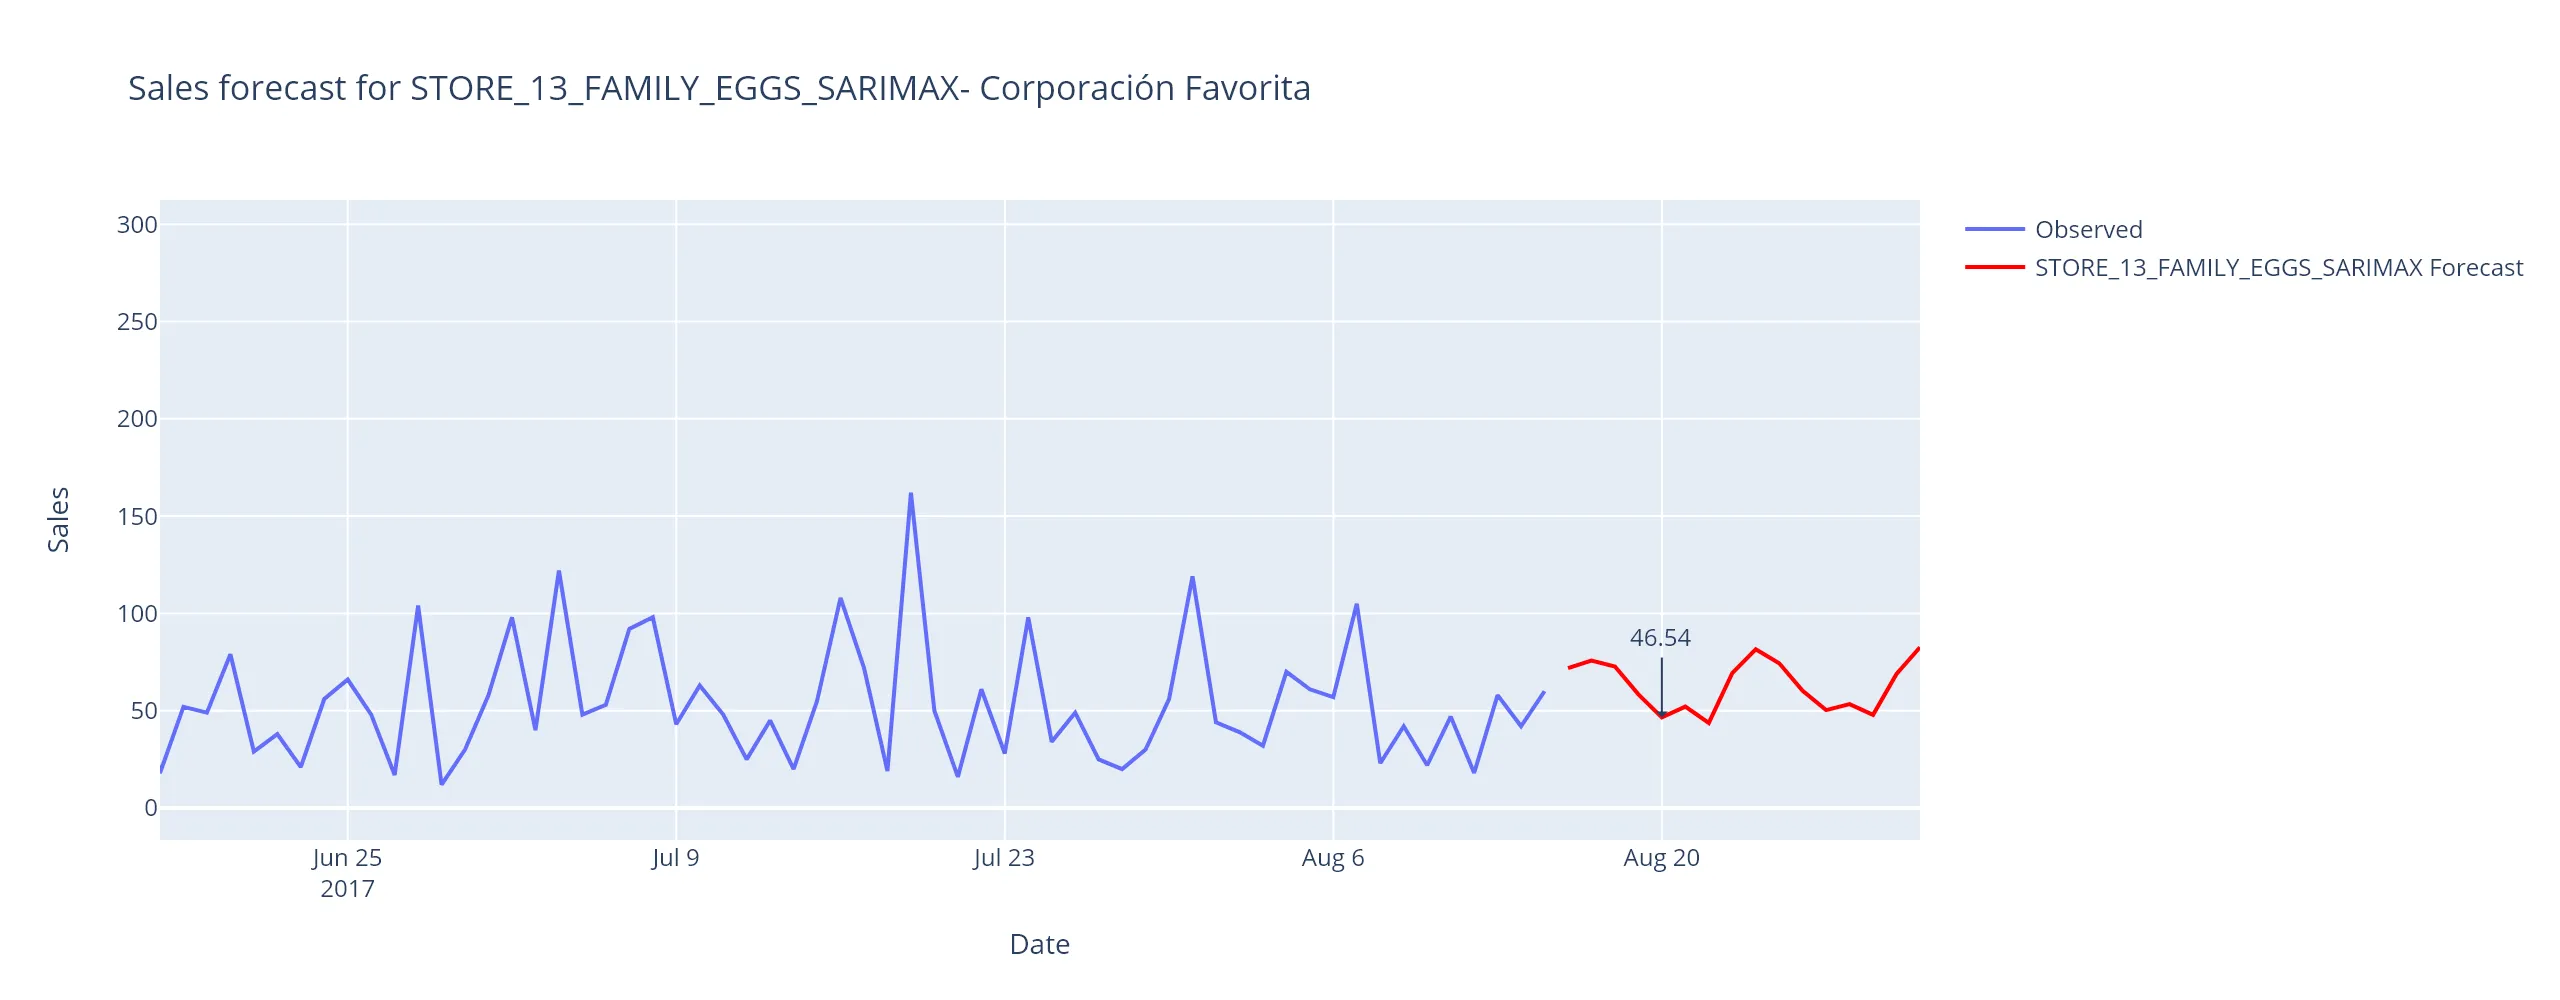 Sales forecast for STORE_13_FAMILY_EGGS_SARIMAX- Corporación Favorita
Observed
STORE_13_FAMILY_EGGS_SARIMAX Forecast
300
250
200
150
100
50
0
Sales
46.54
Jun 25
2017
Jul 9
Jul 23
Aug 6
Aug 20
Date